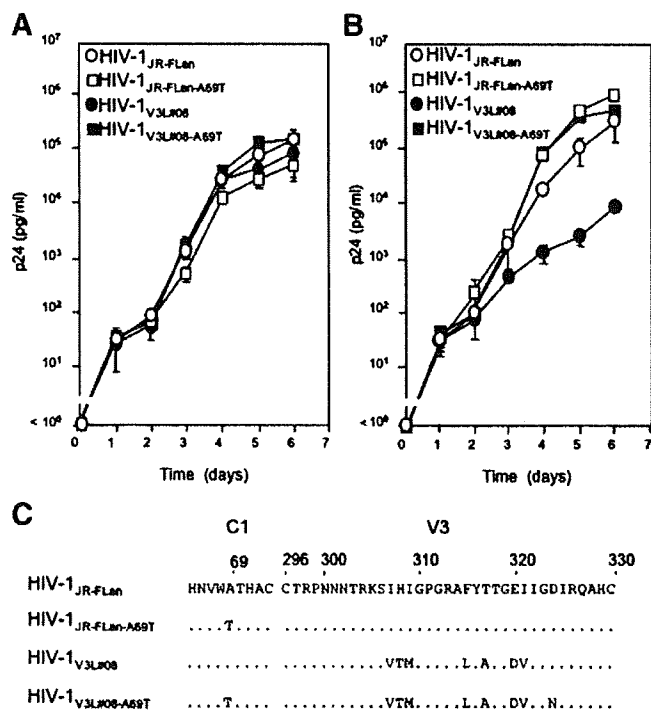 A
B
10⁷
10⁶
10⁵
10⁴
10³
10²
10¹
< 10⁰
p24 (pg/ml)
HIV-1JR-FLan
HIV-1JR-FLan-A69T
HIV-1V3L#08
HIV-1V3L#08-A69T
0 1 2 3 4 5 6 7
Time (days)
10⁷
10⁶
10⁵
10⁴
10³
10²
10¹
< 10⁰
p24 (pg/ml)
HIV-1JR-FLan
HIV-1JR-FLan-A69T
HIV-1V3L#08
HIV-1V3L#08-A69T
0 1 2 3 4 5 6 7
Time (days)
C
C1 V3
69 296 300 310 320 330
HIV-1JR-FLan HNVWATHAC CTRPNNNTRKSIHIGPGRAFYTTGEIIGDIRQAHC
HIV-1JR-FLan-A69T ....T.... ...................................
HIV-1V3L#08 ......... ...........VTM.....L.A..DV.........
HIV-1V3L#08-A69T ....T.... ...........VTM.....L.A..DV..N......